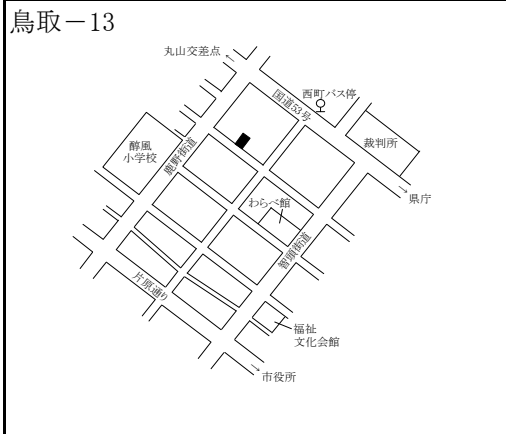 鳥取－13
丸山交差点
←
西町バス停
国道53号
裁判所
醇風
小学校
鹿野街道
→
県庁
わらべ館
智頭街道
片原通り
福祉
文化会館
→
市役所